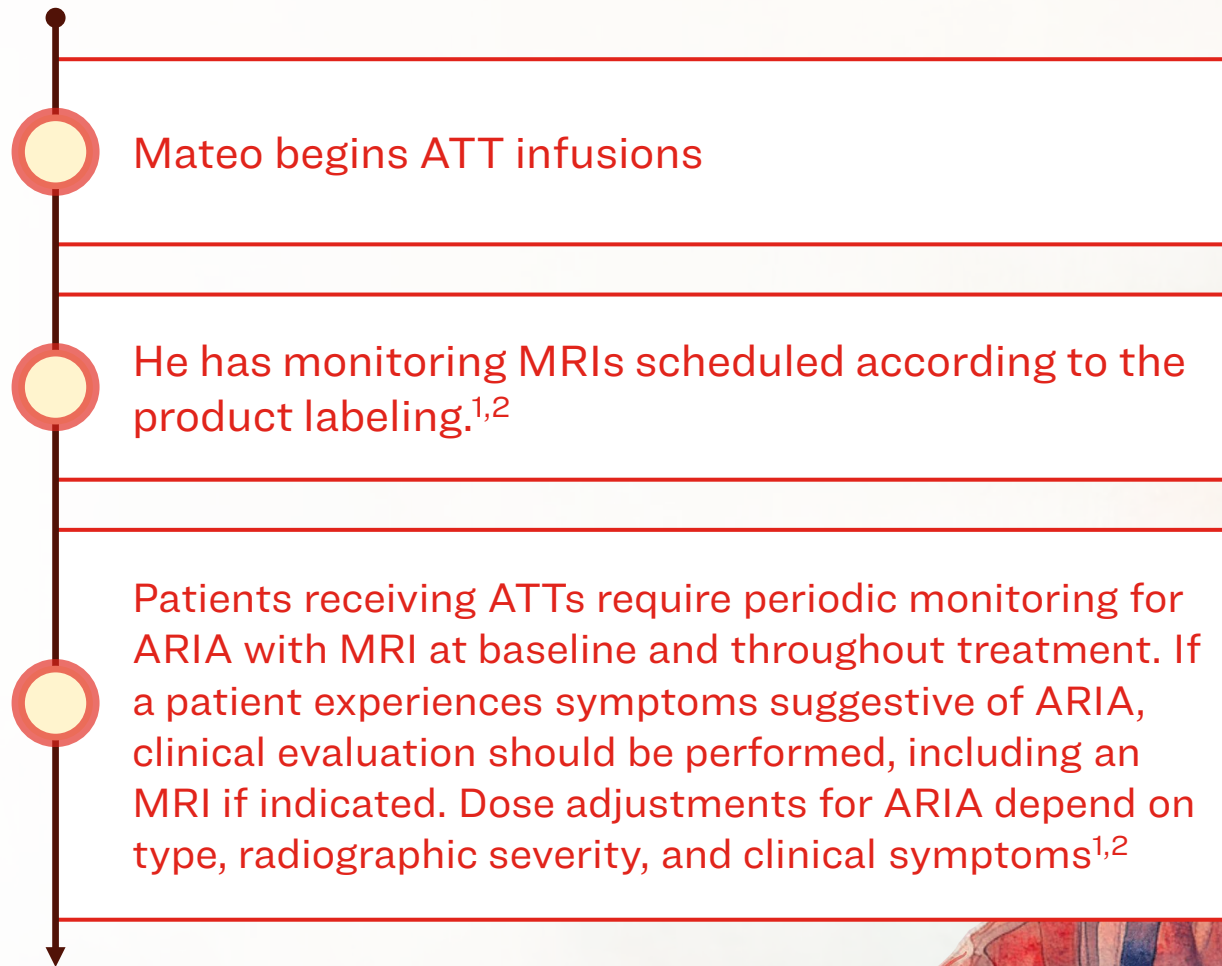 Mateo begins ATT infusions
He has monitoring MRIs scheduled according to the
product labeling.1,2
Patients receiving ATTs require periodic monitoring for
ARIA with MRI at baseline and throughout treatment. If
a patient experiences symptoms suggestive of ARIA,
clinical evaluation should be performed, including an
MRI if indicated. Dose adjustments for ARIA depend on
type, radiographic severity, and clinical symptoms1,2